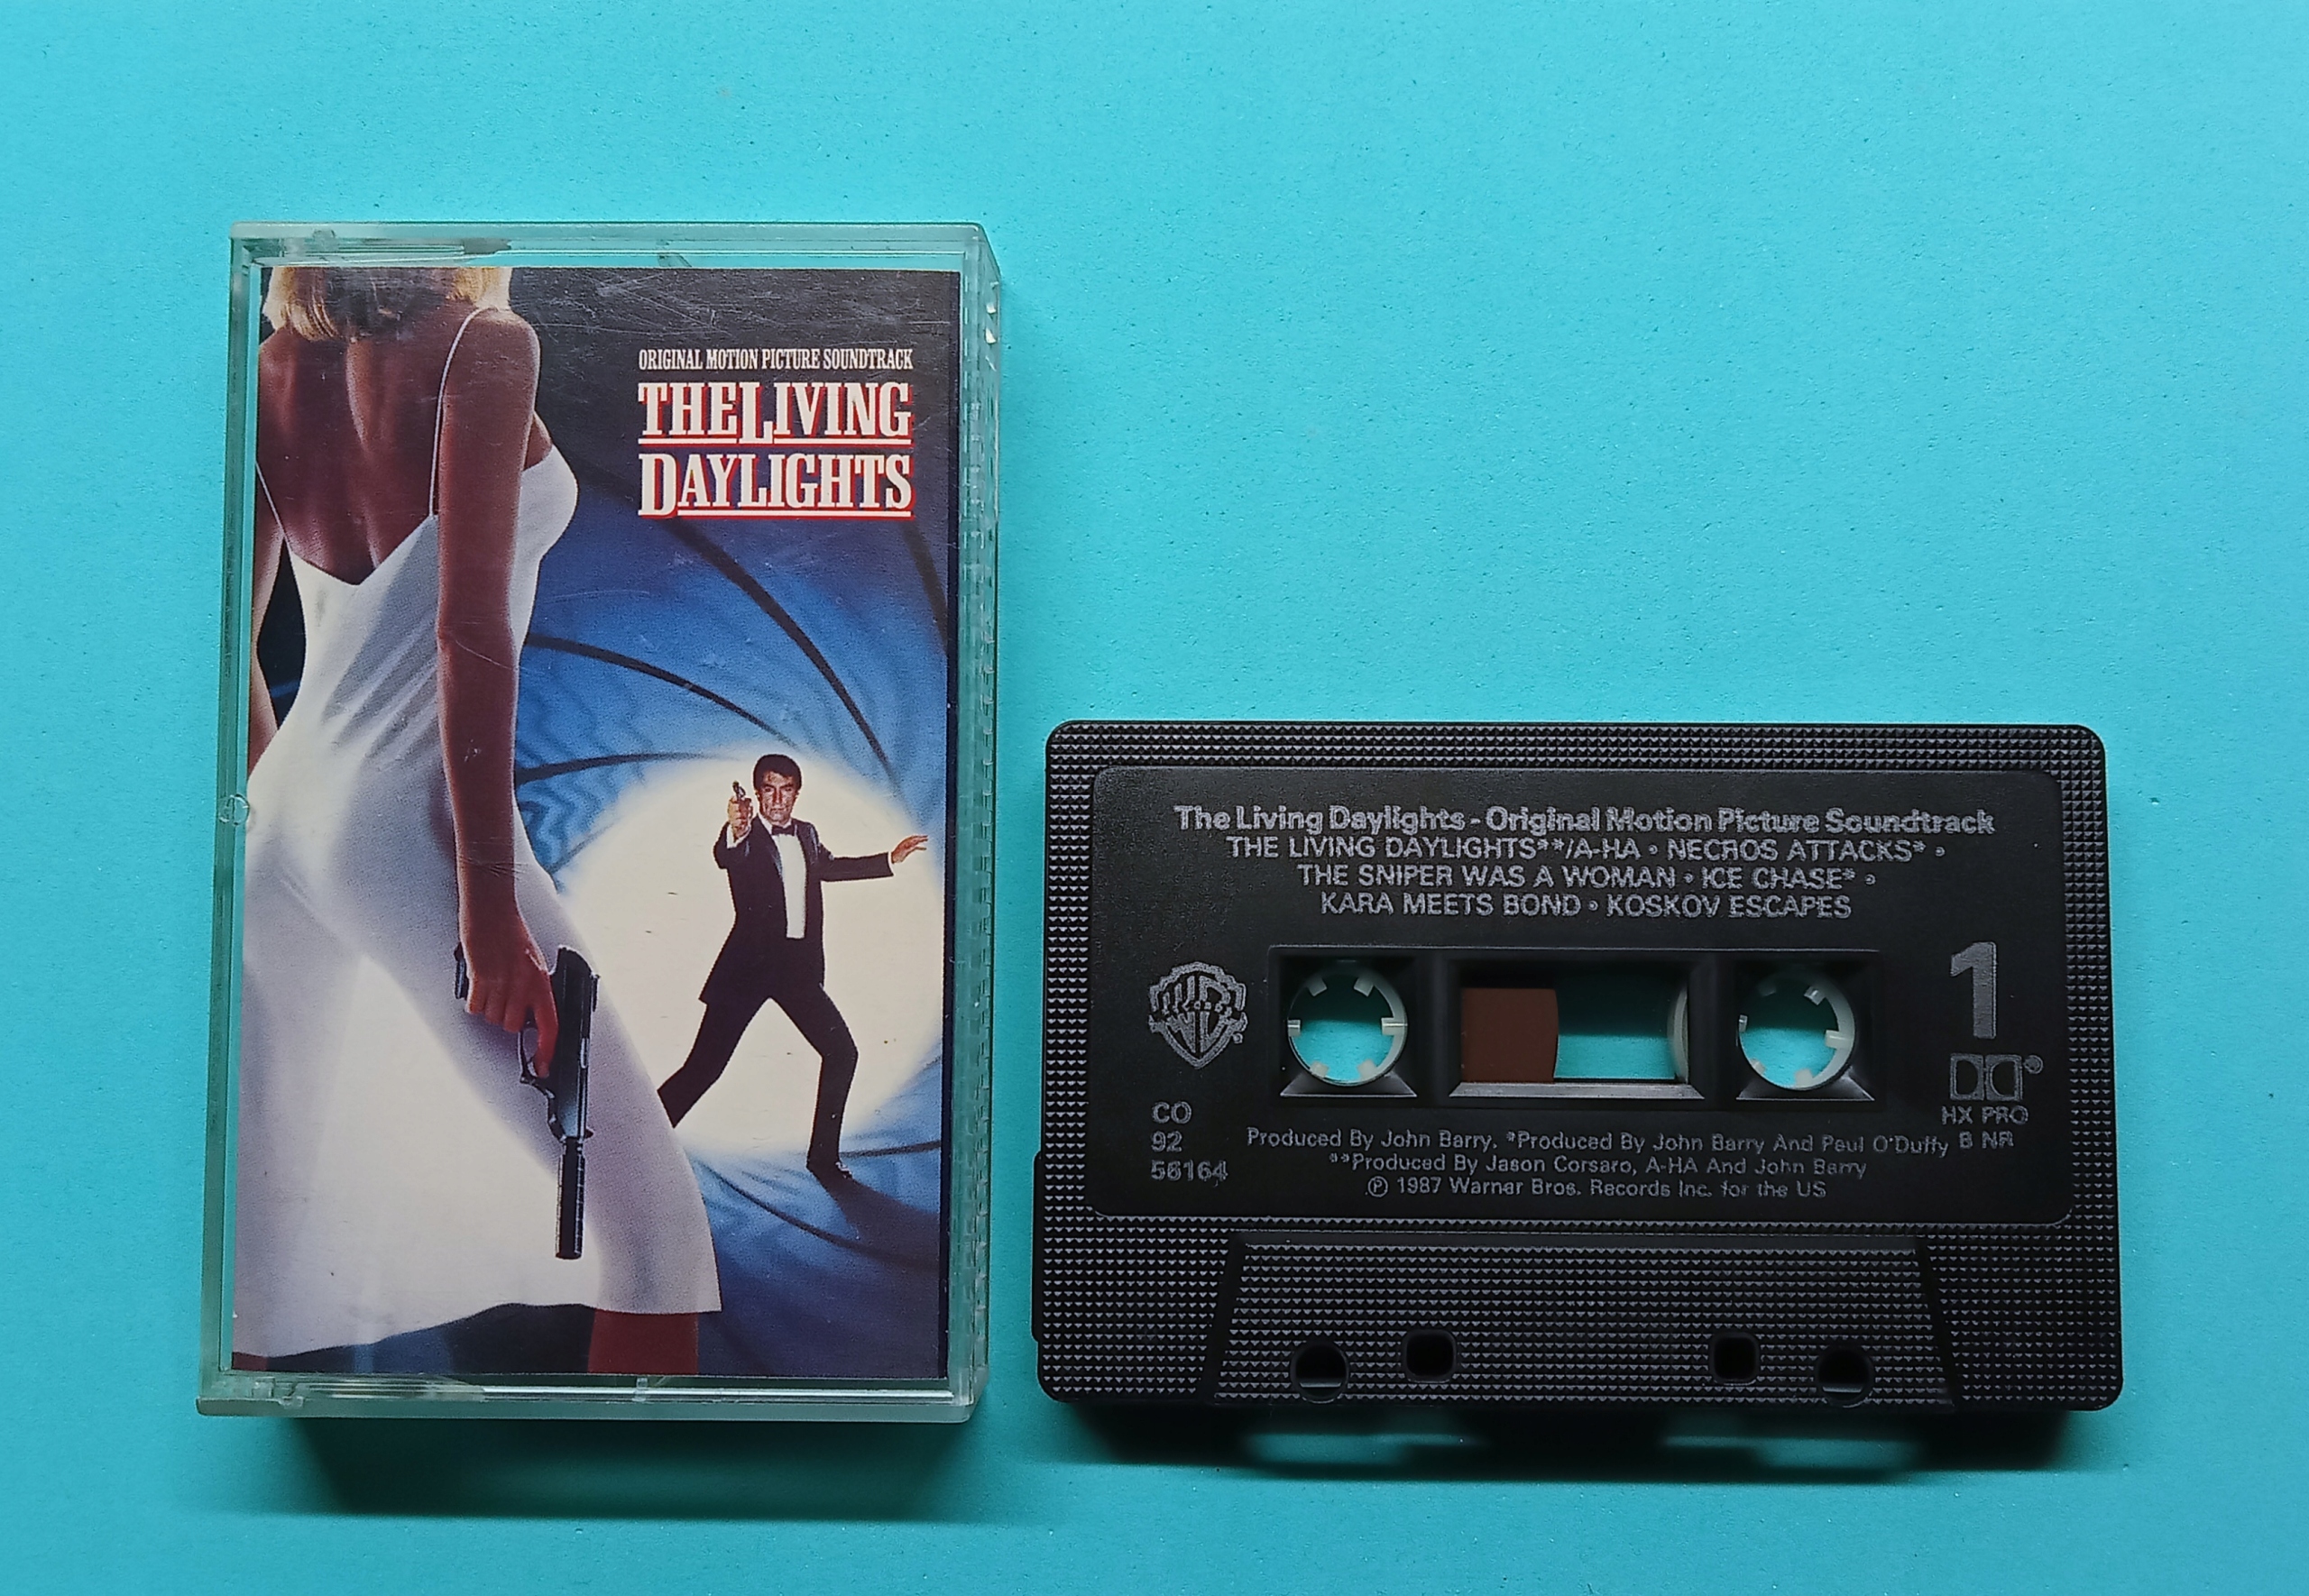 ORIGINAL MOTION PICTURE SOUNDTRACK
THE LIVING
DAYLIGHTS
The Living Daylights - Original Motion Picture Soundtrack
THE LIVING DAYLIGHTS**/A-HA • NECROS ATTACKS* •
THE SNIPER WAS A WOMAN • ICE CHASE* •
KARA MEETS BOND • KOSKOV ESCAPES
1
HX PRO
B NR
CO
92
56164
Produced By John Barry, *Produced By John Barry And Paul O'Duffy
**Produced By Jason Corsaro, A-HA And John Barry
℗ 1987 Warner Bros. Records Inc. for the US